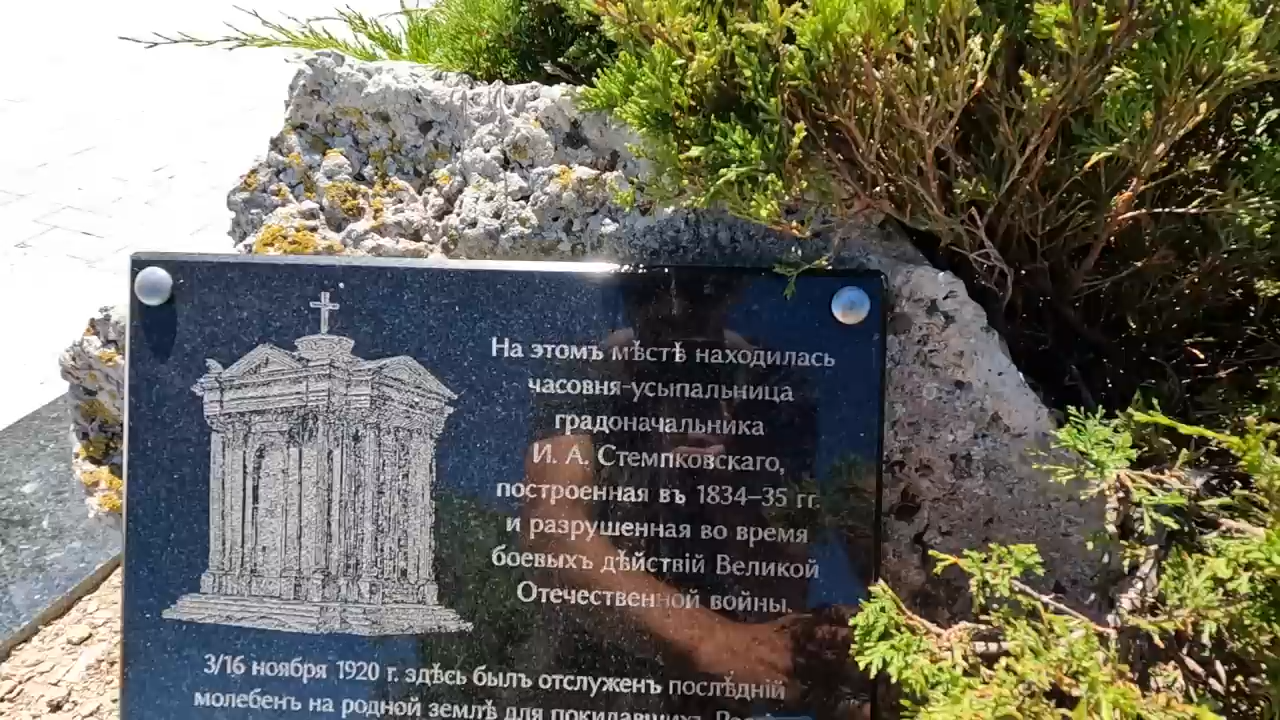 На этомъ мѣстѣ находилась
часовня-усыпальница
градоначальника
И. А. Стемпковскаго,
построенная въ 1834–35 гг.
и разрушенная во время
боевыхъ дѣйствій Великой
Отечественной войны.
3/16 ноября 1920 г. здѣсь былъ отслуженъ послѣдній
молебенъ на родной землѣ для покидавшихъ